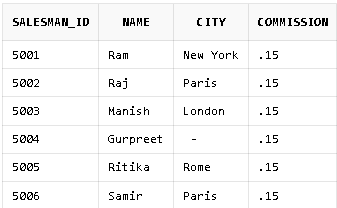 SALESMAN_ID NAME CITY COMMISSION
5001 Ram New York .15
5002 Raj Paris .15
5003 Manish London .15
5004 Gurpreet - .15
5005 Ritika Rome .15
5006 Samir Paris .15